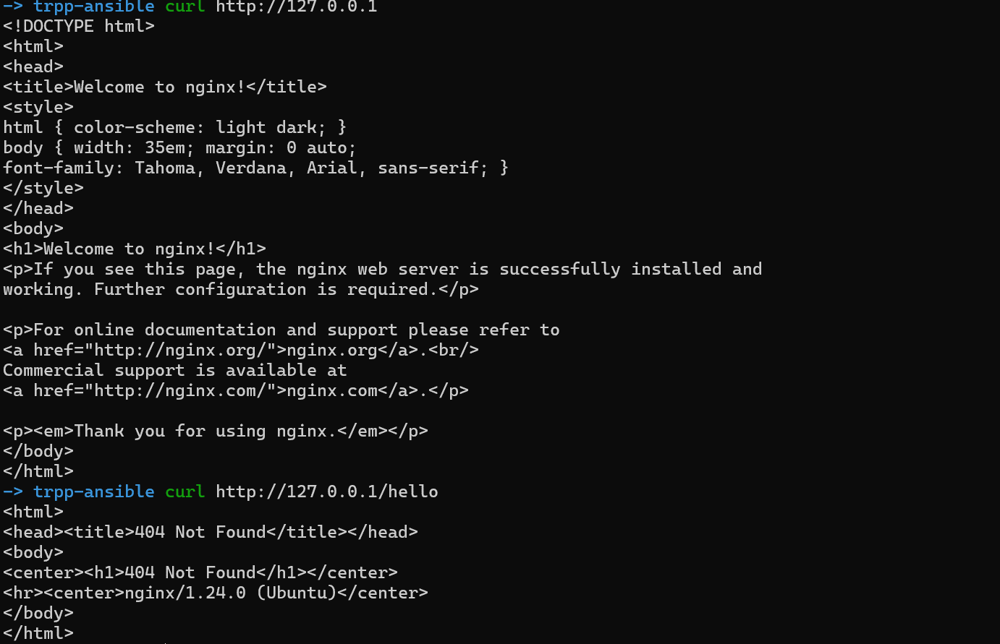 -> trpp-ansible curl http://127.0.0.1
<!DOCTYPE html>
<html>
<head>
<title>Welcome to nginx!</title>
<style>
html { color-scheme: light dark; }
body { width: 35em; margin: 0 auto;
font-family: Tahoma, Verdana, Arial, sans-serif; }
</style>
</head>
<body>
<h1>Welcome to nginx!</h1>
<p>If you see this page, the nginx web server is successfully installed and
working. Further configuration is required.</p>

<p>For online documentation and support please refer to
<a href="http://nginx.org/">nginx.org</a>.<br/>
Commercial support is available at
<a href="http://nginx.com/">nginx.com</a>.</p>

<p><em>Thank you for using nginx.</em></p>
</body>
</html>
-> trpp-ansible curl http://127.0.0.1/hello
<html>
<head><title>404 Not Found</title></head>
<body>
<center><h1>404 Not Found</h1></center>
<hr><center>nginx/1.24.0 (Ubuntu)</center>
</body>
</html>